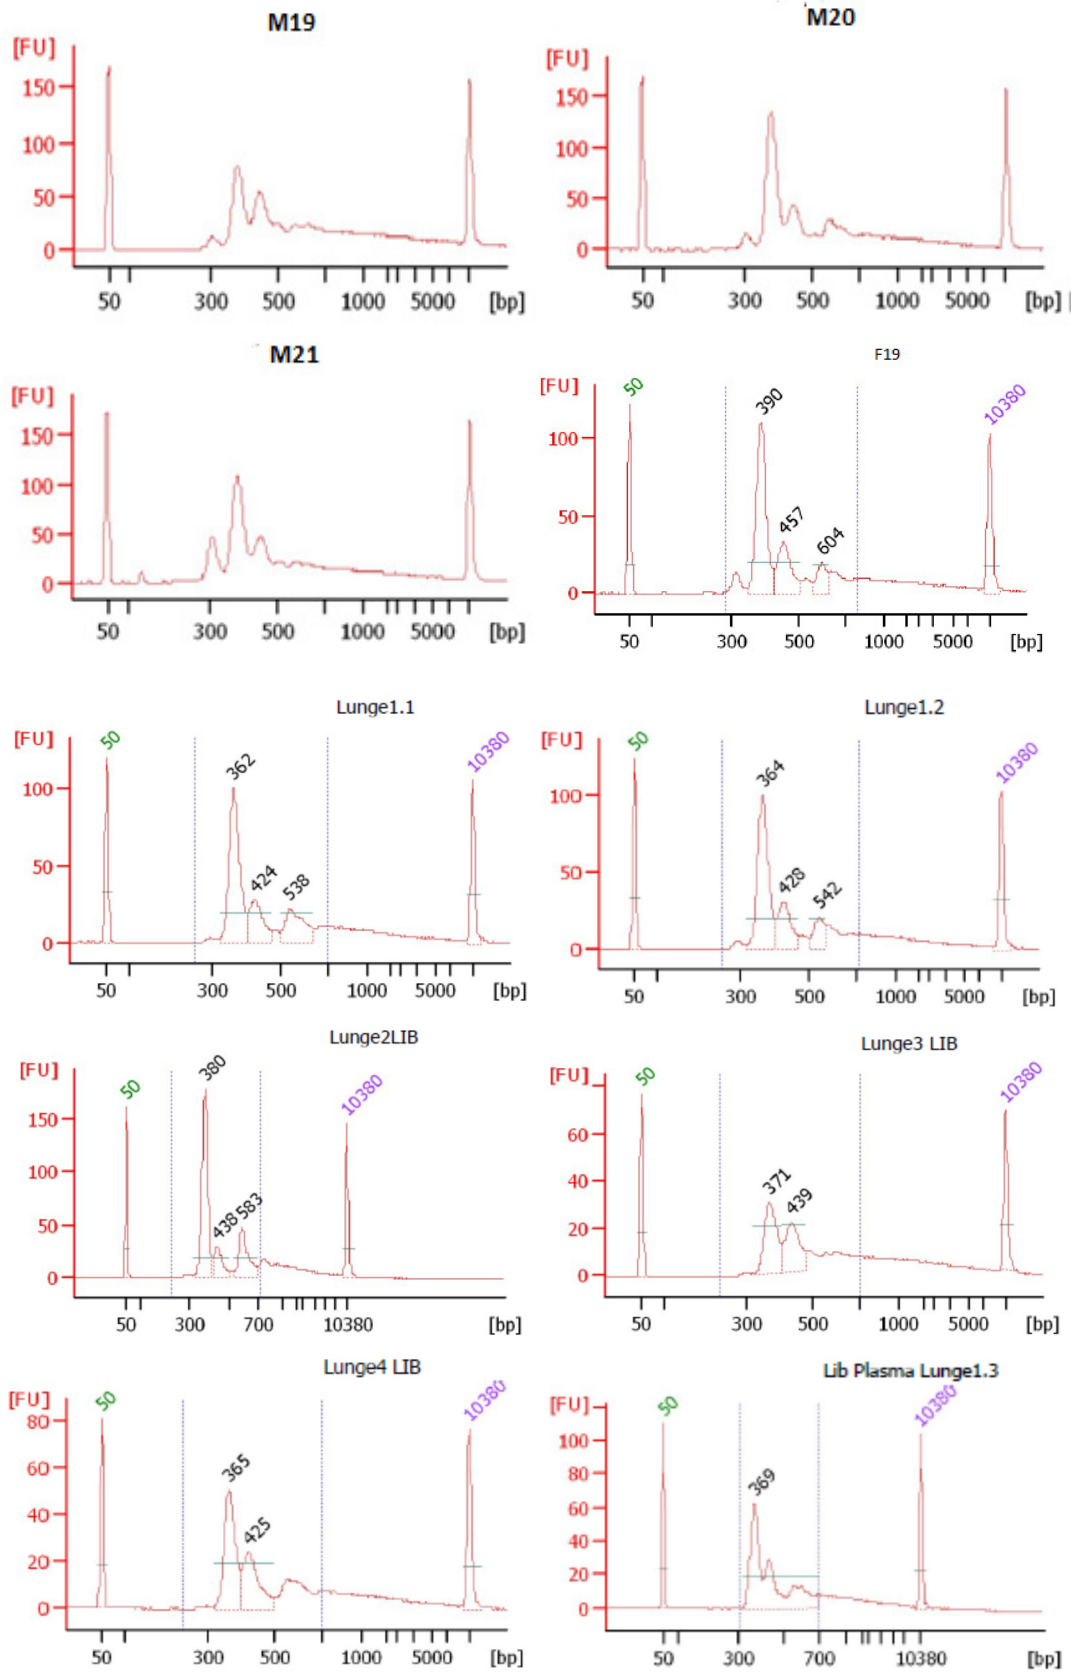 M19
[FU]
150
100
50
0
50 300 500 1000 5000 [bp]
M20
[FU]
150
100
50
0
50 300 500 1000 5000 [bp]
M21
[FU]
150
100
50
0
50 300 500 1000 5000 [bp]
F19
[FU]
100
50
0
50 390 457 604 10380
50 300 500 1000 5000 [bp]
Lunge1.1
[FU]
100
50
0
50 362 424 538 10380
50 300 500 1000 5000 [bp]
Lunge1.2
[FU]
100
50
0
50 364 428 542 10380
50 300 500 1000 5000 [bp]
Lunge2LIB
[FU]
150
100
50
0
50 380 438 583 10380
50 300 700 10380 [bp]
Lunge3 LIB
[FU]
60
40
20
0
50 371 439 10380
50 300 500 1000 5000 [bp]
Lunge4 LIB
[FU]
80
60
40
20
0
50 365 425 10380
50 300 500 1000 5000 [bp]
Lib Plasma Lunge1.3
[FU]
100
80
60
40
20
0
50 369 10380
50 300 700 10380 [bp]